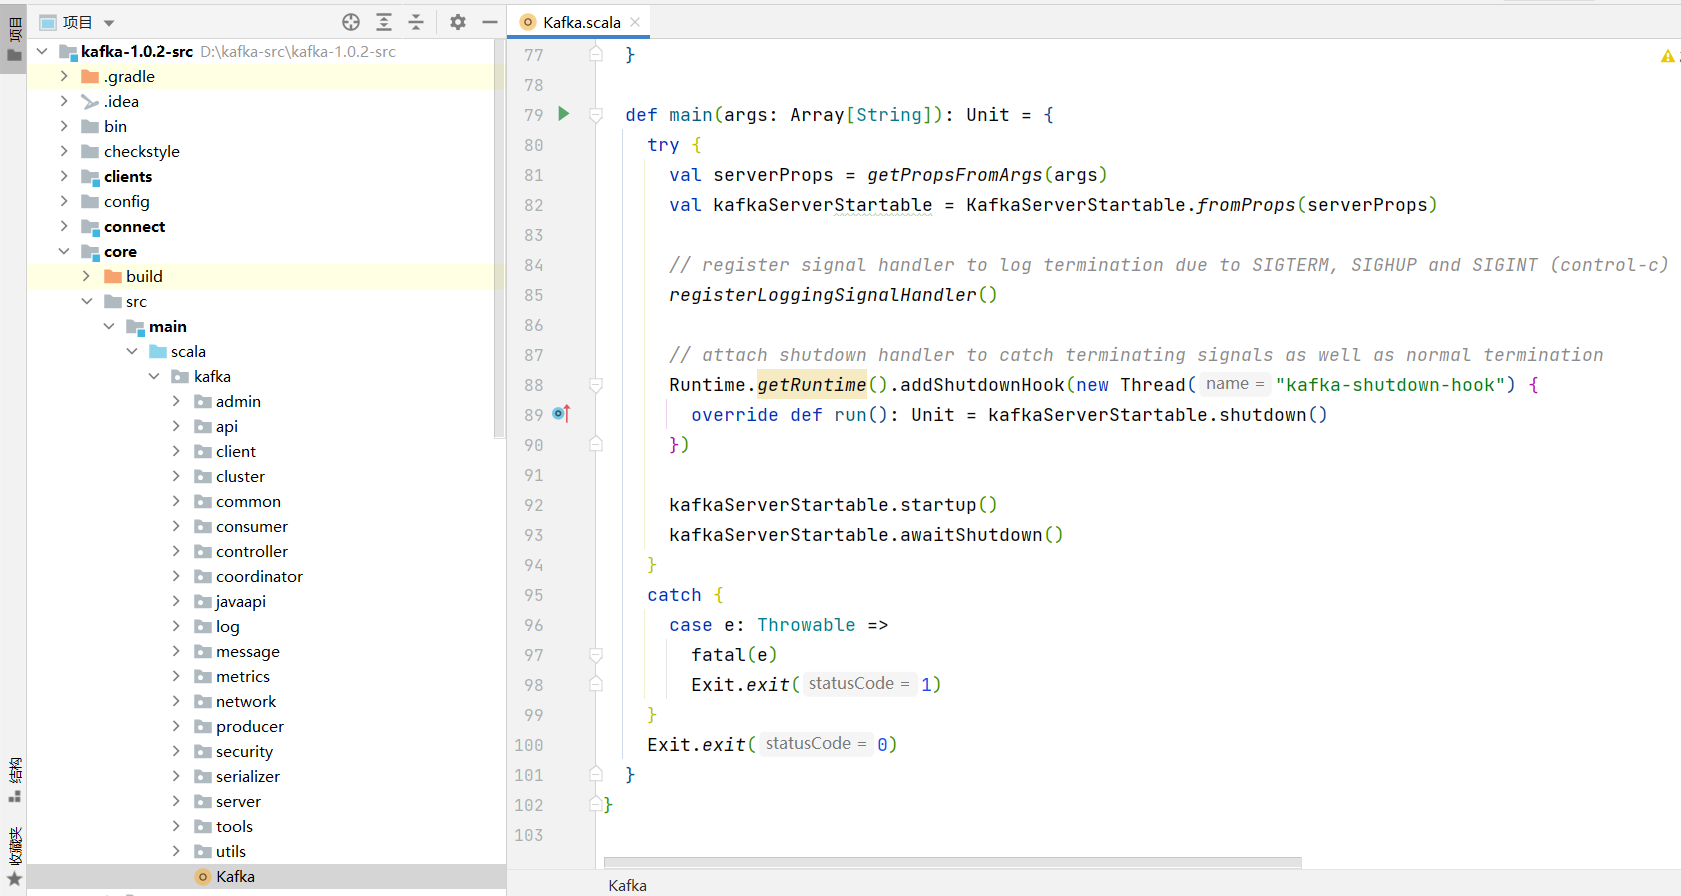 项目
结构
收藏夹
项目
kafka-1.0.2-src D:\kafka-src\kafka-1.0.2-src
.gradle
.idea
bin
checkstyle
clients
config
connect
core
build
src
main
scala
kafka
admin
api
client
cluster
common
consumer
controller
coordinator
javaapi
log
message
metrics
network
producer
security
serializer
server
tools
utils
Kafka
Kafka.scala
77 }
78
79 def main(args: Array[String]): Unit = {
80 try {
81 val serverProps = getPropsFromArgs(args)
82 val kafkaServerStartable = KafkaServerStartable.fromProps(serverProps)
83
84 // register signal handler to log termination due to SIGTERM, SIGHUP and SIGINT (control-c)
85 registerLoggingSignalHandler()
86
87 // attach shutdown handler to catch terminating signals as well as normal termination
88 Runtime.getRuntime().addShutdownHook(new Thread( name = "kafka-shutdown-hook") {
89 override def run(): Unit = kafkaServerStartable.shutdown()
90 })
91
92 kafkaServerStartable.startup()
93 kafkaServerStartable.awaitShutdown()
94 }
95 catch {
96 case e: Throwable =>
97 fatal(e)
98 Exit.exit( statusCode = 1)
99 }
100 Exit.exit( statusCode = 0)
101 }
102 }
103
Kafka